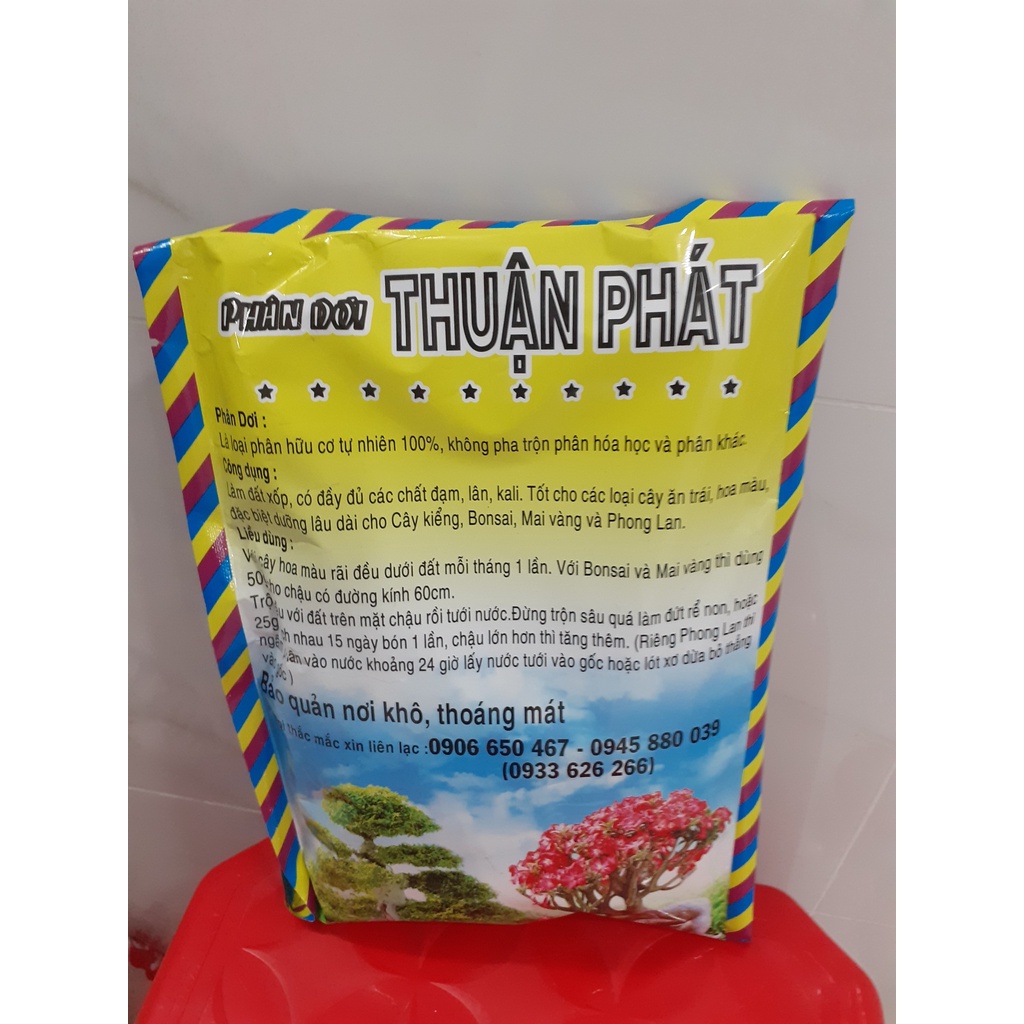 PHÂN DƠI THUẬN PHÁT
Phân Dơi :
Là loại phân hữu cơ tự nhiên 100%, không pha trộn phân hóa học và phân khác.
Công dụng :
Làm đất xốp, có đầy đủ các chất đạm, lân, kali. Tốt cho các loại cây ăn trái, hoa màu,
đặc biệt dưỡng lâu dài cho Cây kiểng, Bonsai, Mai vàng và Phong Lan.
Liều dùng :
cây hoa màu rãi đều dưới đất mỗi tháng 1 lần. Với Bonsai và Mai vàng thì dùng
cho chậu có đường kính 60cm.
với đất trên mặt chậu rồi tưới nước.Đừng trộn sâu quá làm đứt rể non, hoặc
nhau 15 ngày bón 1 lần, chậu lớn hơn thì tăng thêm. (Riêng Phong Lan thì
vào nước khoảng 24 giờ lấy nước tưới vào gốc hoặc lót xơ dừa bỏ thẳng
Bảo quản nơi khô, thoáng mát
thắc mắc xin liên lạc :0906 650 467 - 0945 880 039
(0933 626 266)